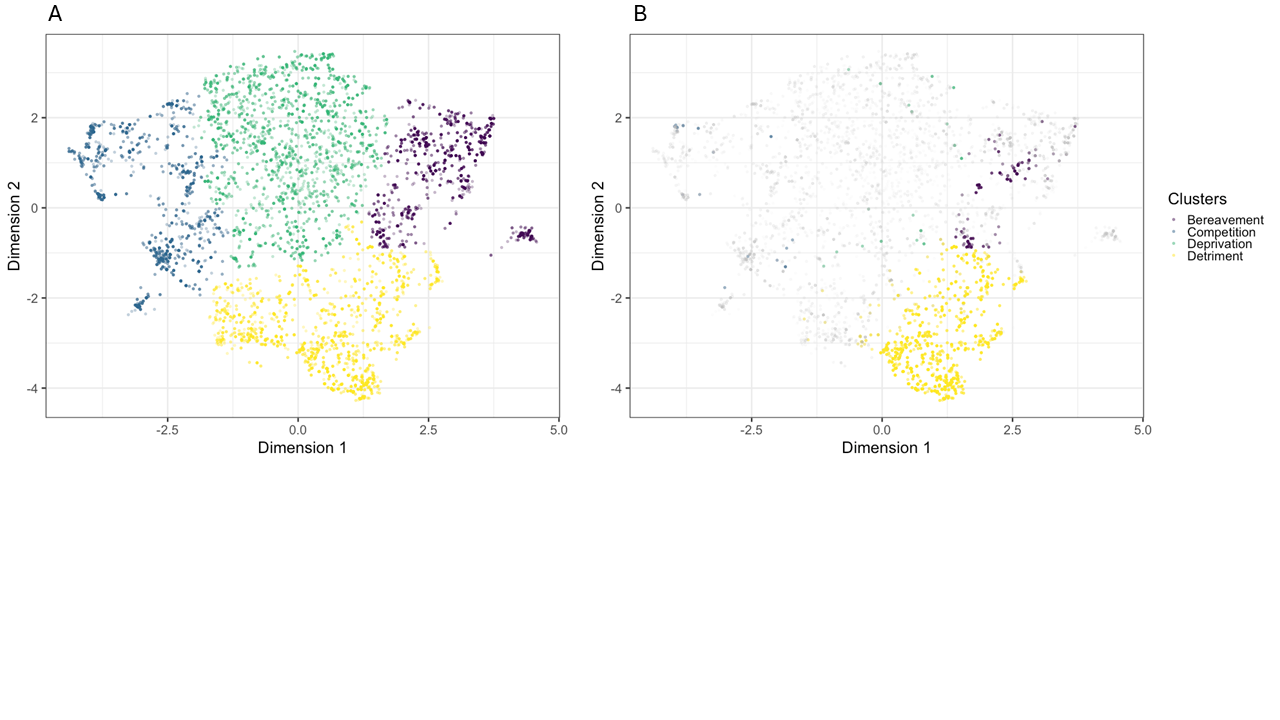 A
B
2
0
-2
-4
-2.5
0.0
2.5
5.0
Dimension 1
Dimension 2
2
0
-2
-4
-2.5
0.0
2.5
5.0
Dimension 1
Dimension 2
Clusters
Bereavement
Competition
Deprivation
Detriment